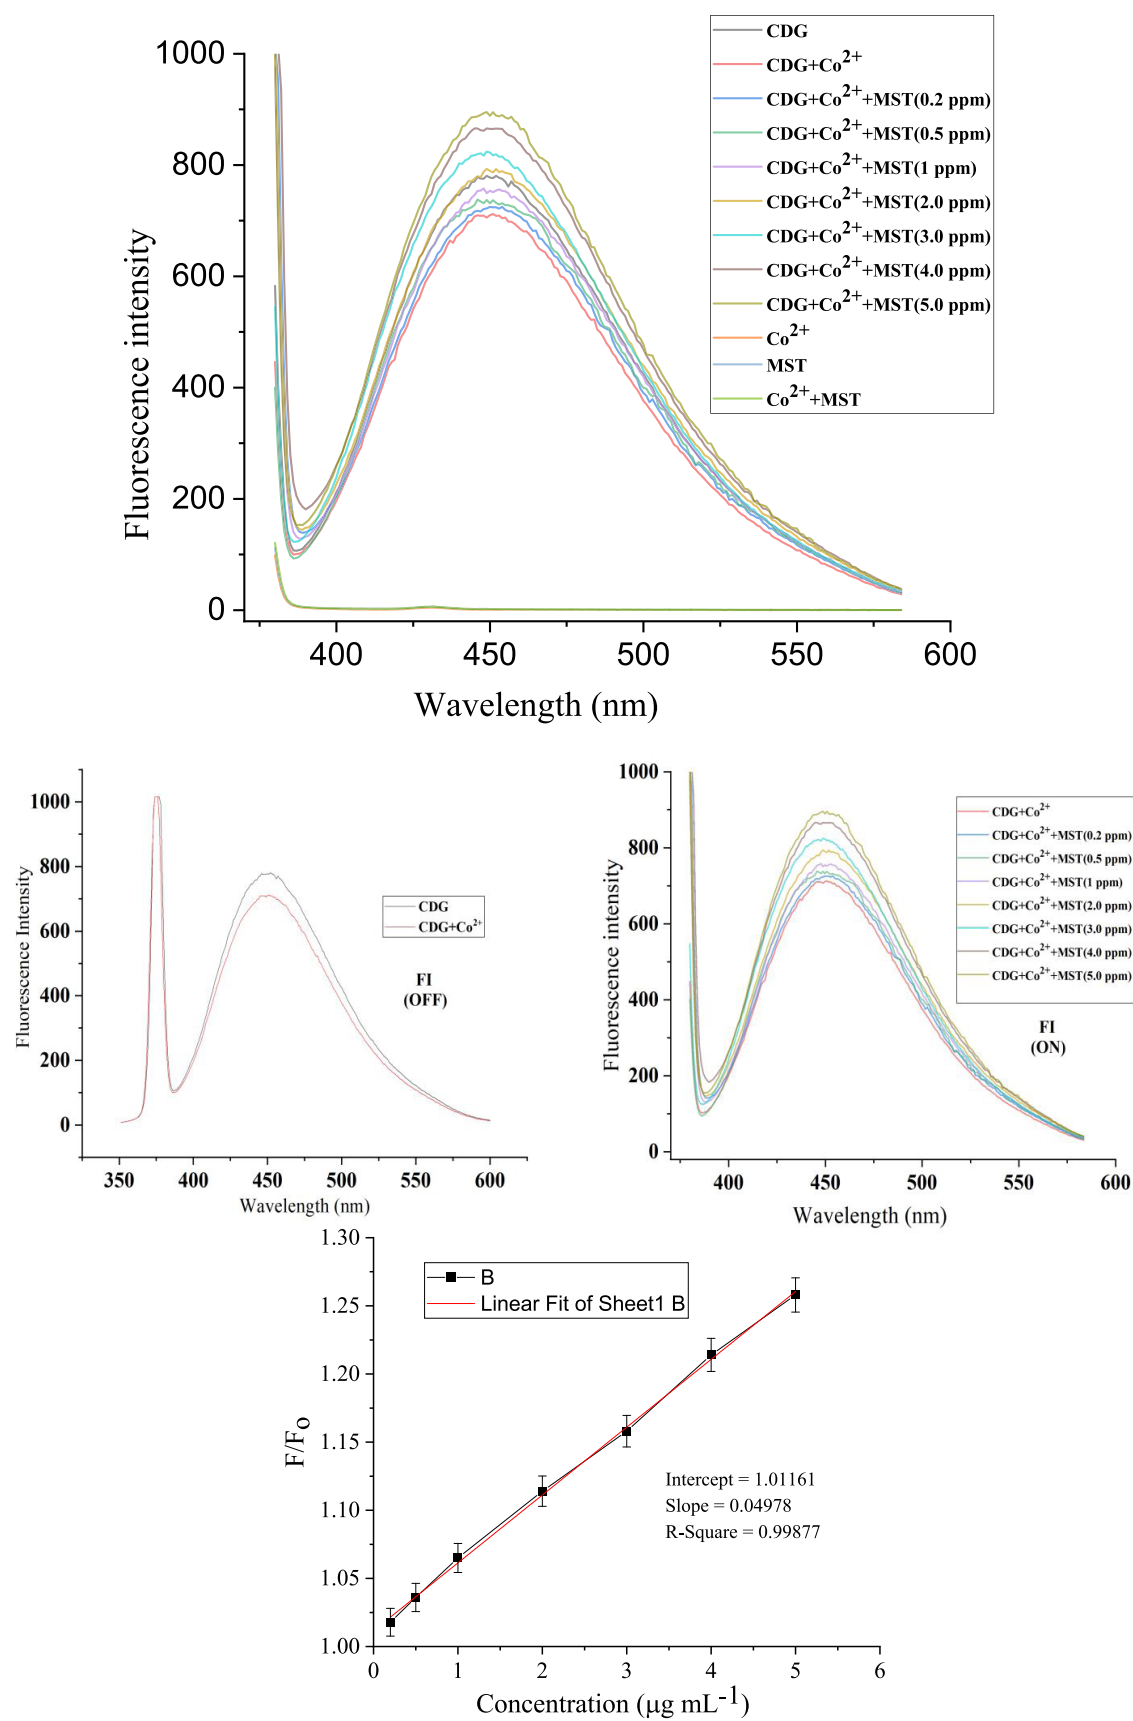 CDG
CDG+Co2+
CDG+Co2++MST(0.2 ppm)
CDG+Co2++MST(0.5 ppm)
CDG+Co2++MST(1 ppm)
CDG+Co2++MST(2.0 ppm)
CDG+Co2++MST(3.0 ppm)
CDG+Co2++MST(4.0 ppm)
CDG+Co2++MST(5.0 ppm)
Co2+
MST
Co2++MST
1000
800
600
400
200
0
Fluorescence intensity
400
450
500
550
600
Wavelength (nm)
1000
800
600
400
200
0
Fluorescence Intensity
CDG
CDG+Co2+
FI
(OFF)
350
400
450
500
550
600
Wavelength (nm)
1000
800
600
400
200
0
Fluorescence intensity
CDG+Co2+
CDG+Co2++MST(0.2 ppm)
CDG+Co2++MST(0.5 ppm)
CDG+Co2++MST(1 ppm)
CDG+Co2++MST(2.0 ppm)
CDG+Co2++MST(3.0 ppm)
CDG+Co2++MST(4.0 ppm)
CDG+Co2++MST(5.0 ppm)
FI
(ON)
400
450
500
550
600
Wavelength (nm)
1.30
1.25
1.20
1.15
1.10
1.05
1.00
F/Fo
B
Linear Fit of Sheet1 B
Intercept = 1.01161
Slope = 0.04978
R-Square = 0.99877
0
1
2
3
4
5
6
Concentration (µg mL-1)